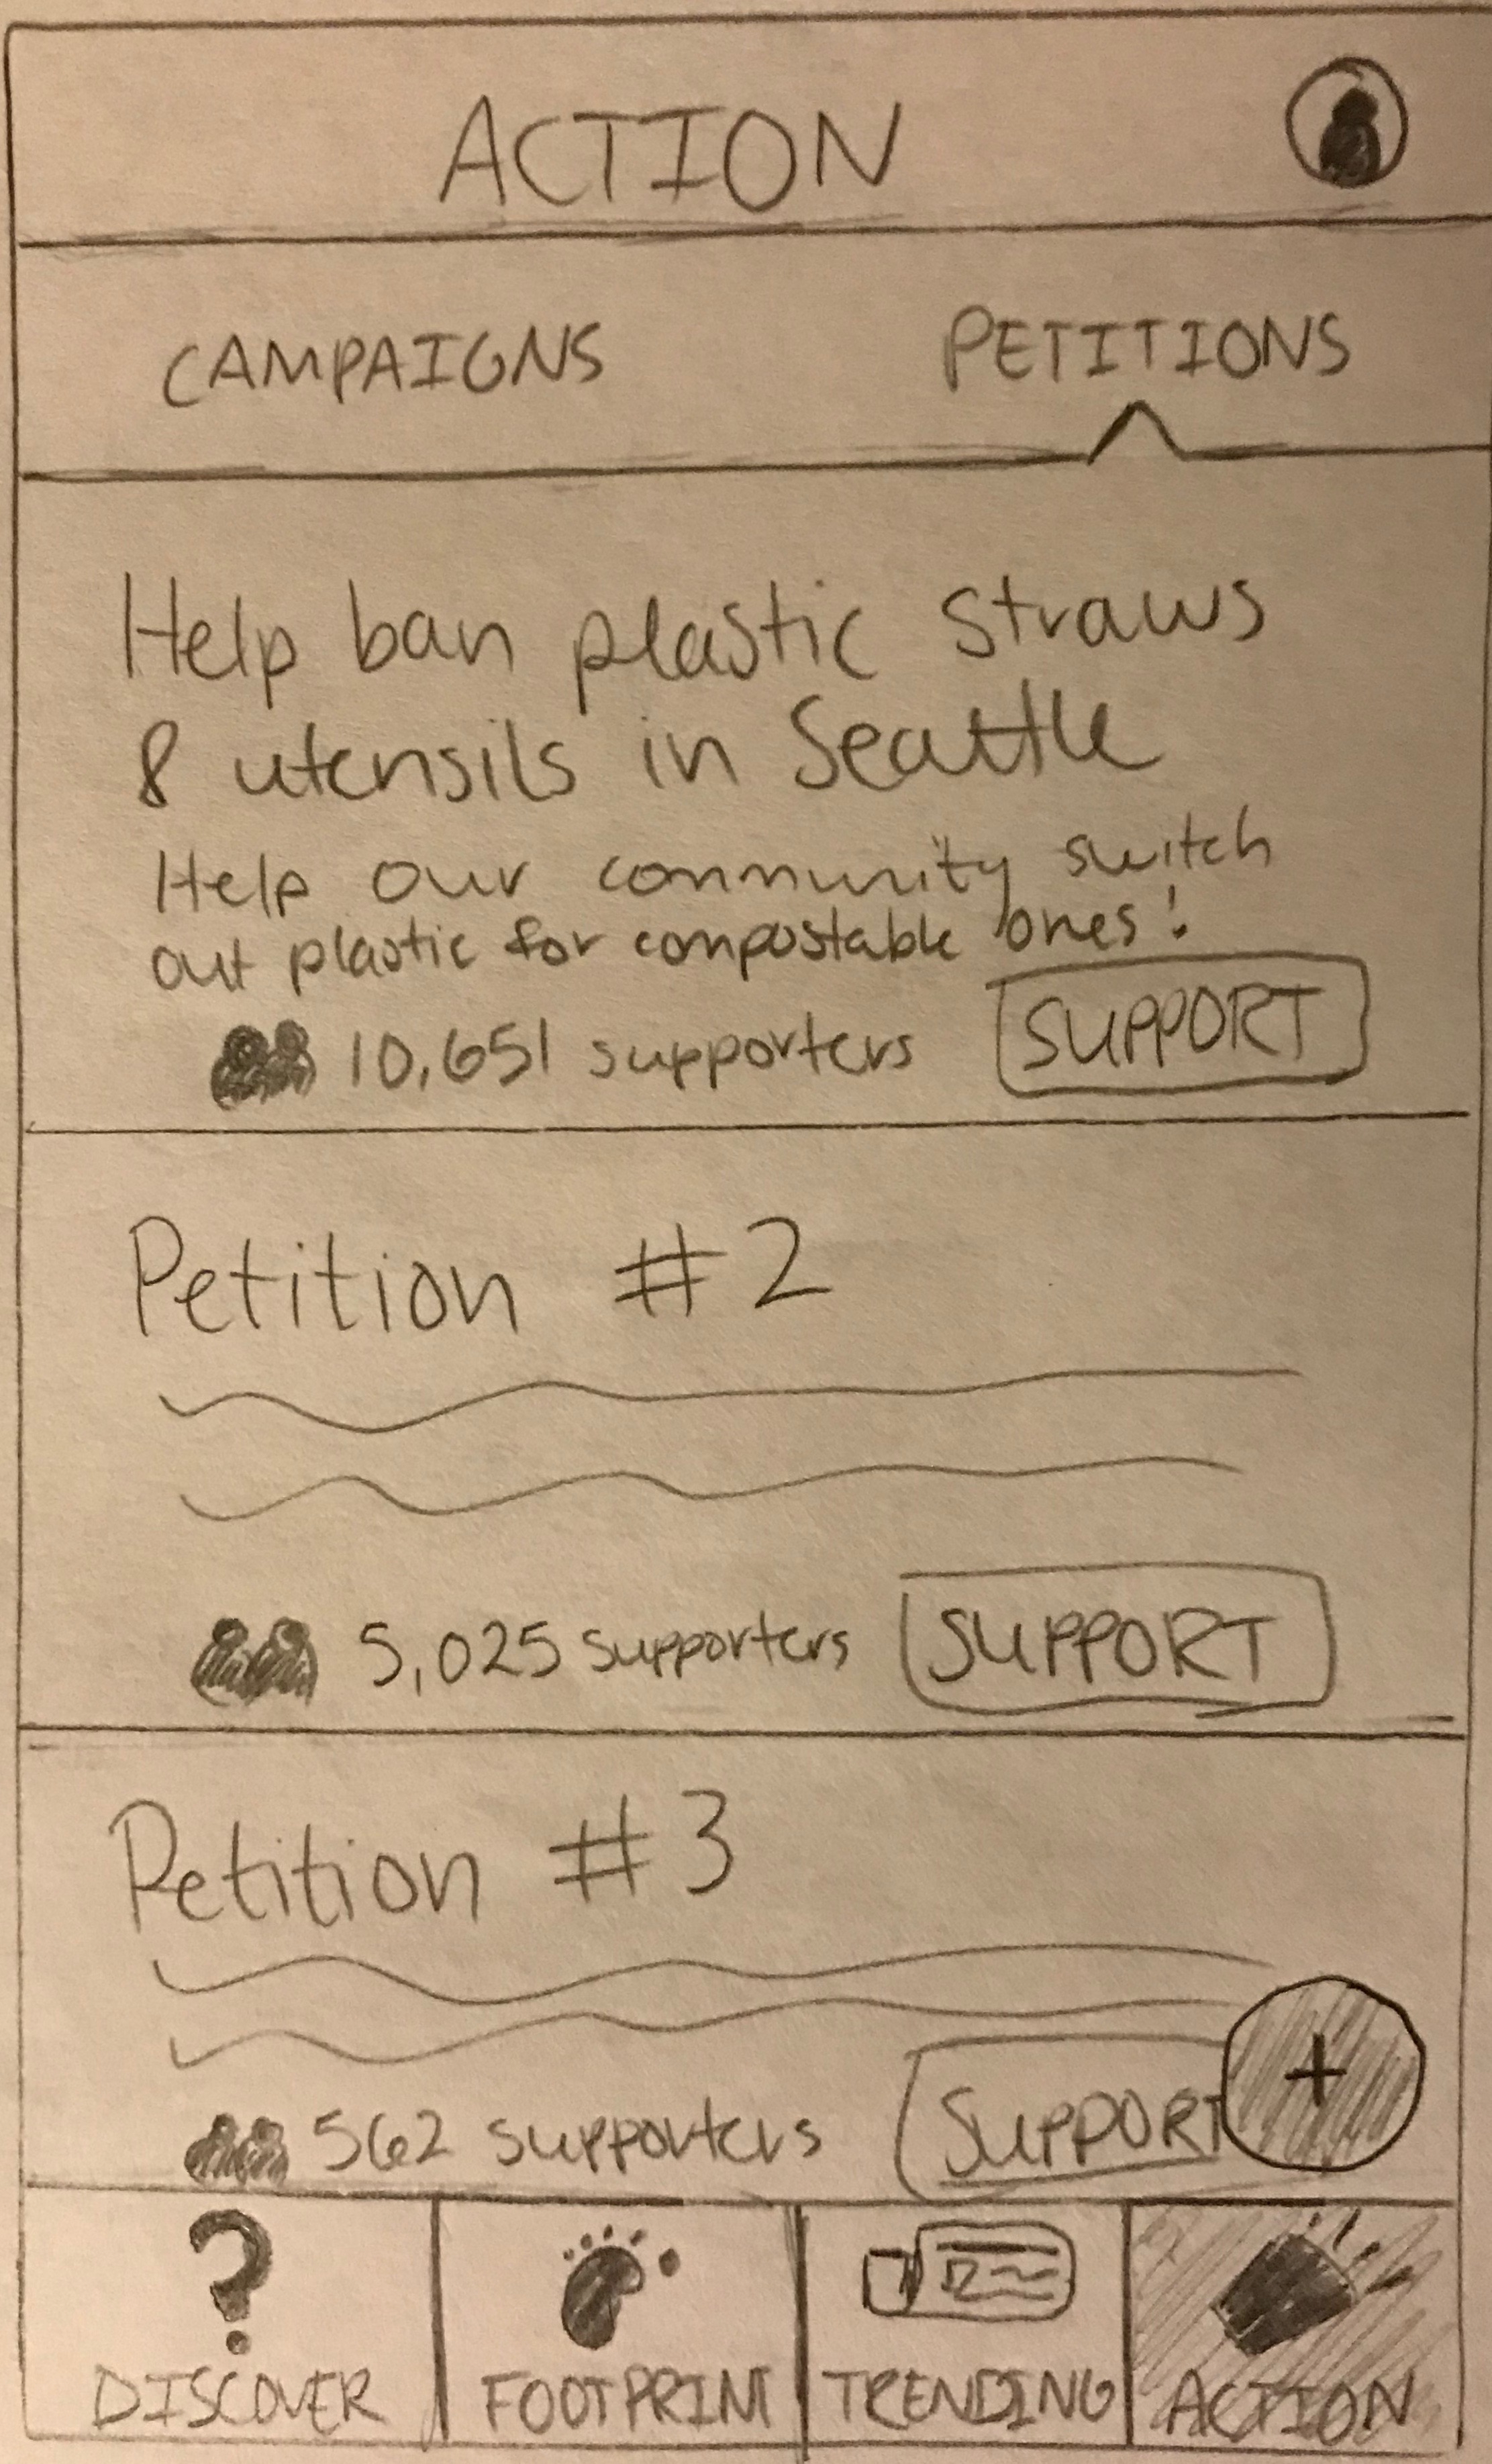 ACTION
CAMPAIGNS PETITIONS
Help ban plastic straws
& utensils in Seattle
Help our community switch
out plastic for compostable ones!
10,651 supporters SUPPORT
Petition #2
5,025 supporters SUPPORT
Petition #3
+
562 supporters SUPPORT
? 
DISCOVER FOOTPRINT TRENDING ACTION